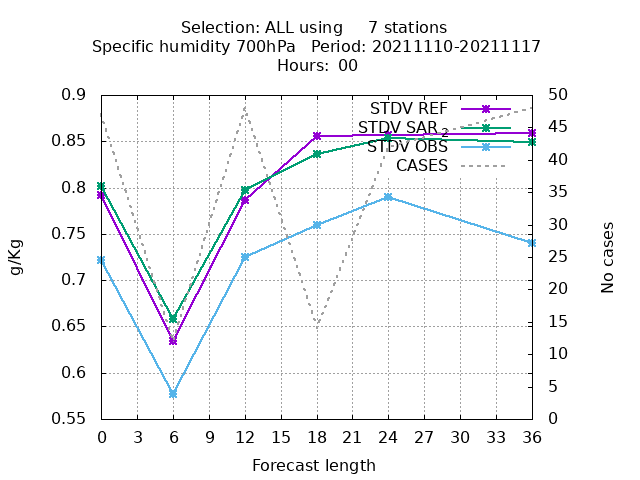 Selection: ALL using 7 stations
Specific humidity 700hPa Period: 20211110-20211117
Hours: 00
0.9
0.85
0.8
0.75
0.7
0.65
0.6
0.55
g/Kg
STDV REF
STDV SAR 2
STDV OBS
CASES
50
45
40
35
30
25
20
15
10
5
0
No cases
0 3 6 9 12 15 18 21 24 27 30 33 36
Forecast length